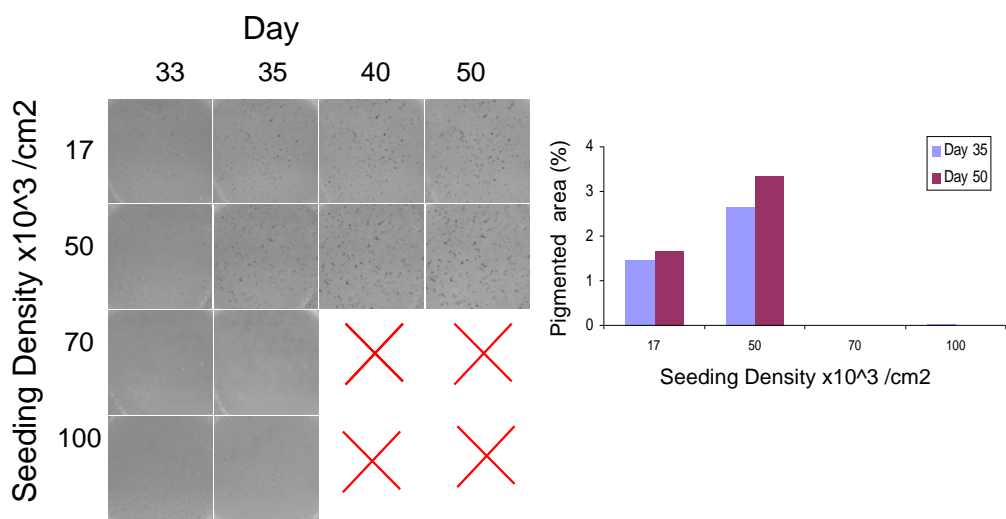 Day
33 35 40 50
Seeding Density x10^3 /cm2
17
50
70
100
Pigmented area (%)
4
3
2
1
0
Day 35
Day 50
17 50 70 100
Seeding Density x10^3 /cm2